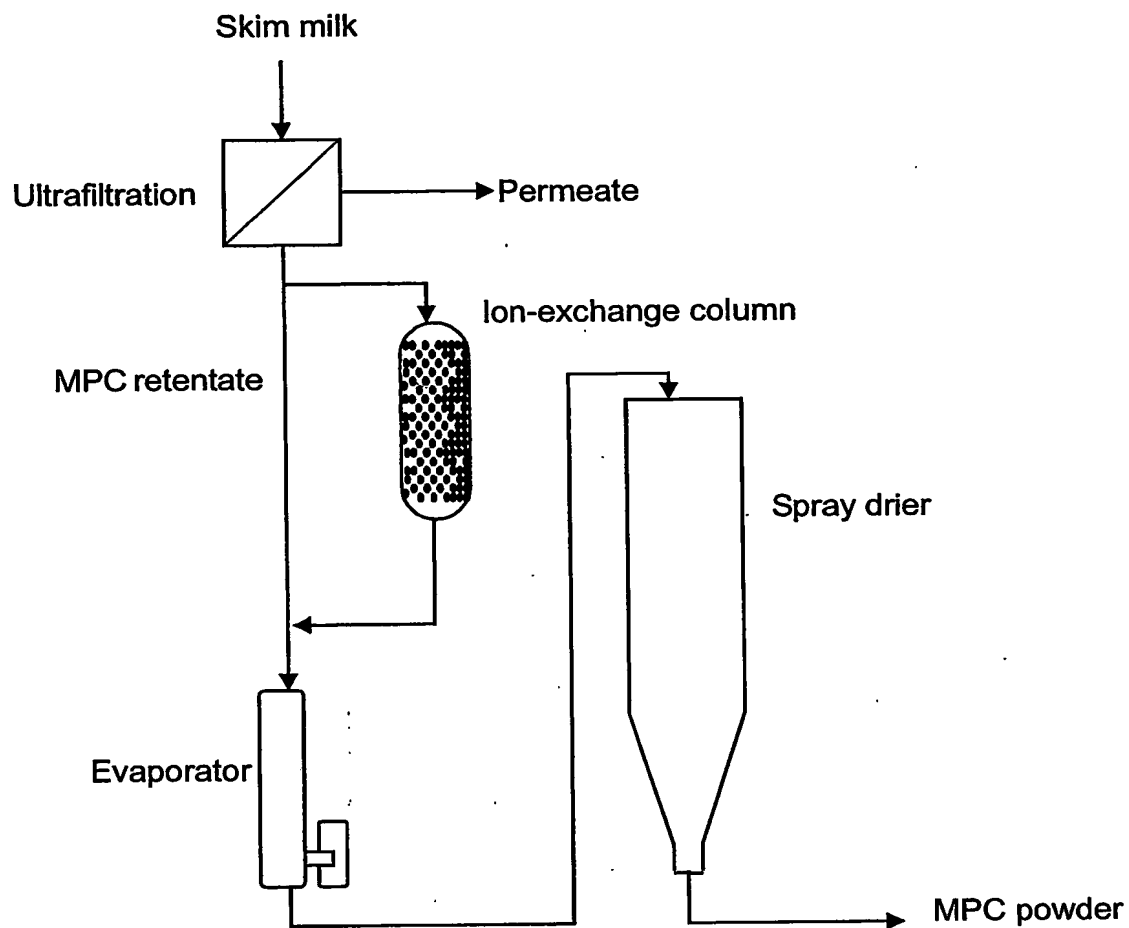 Skim milk
Ultrafiltration
Permeate
Ion-exchange column
MPC retentate
Spray drier
Evaporator
MPC powder